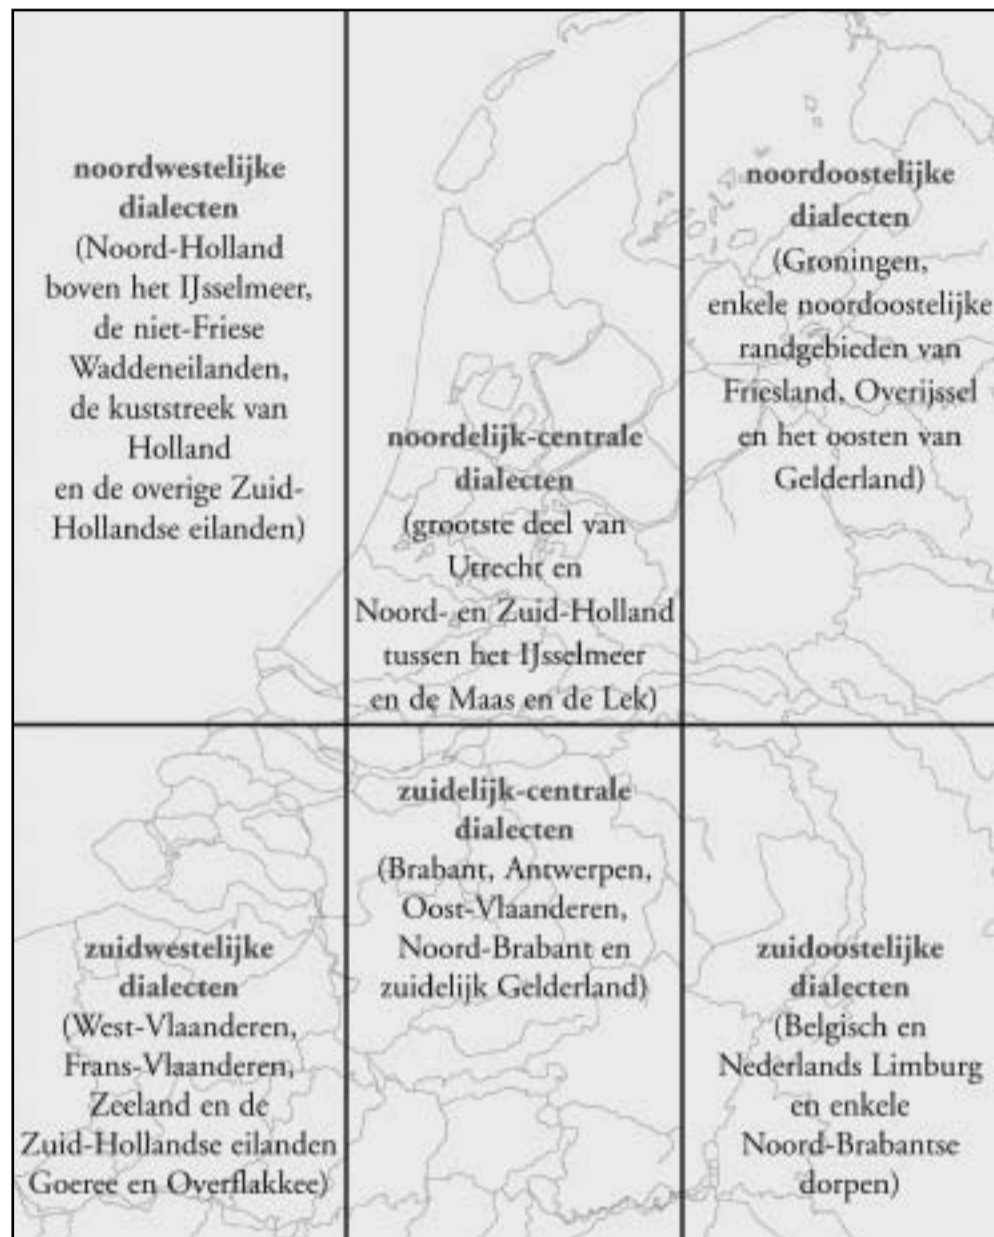 noordwestelijke
dialecten
(Noord-Holland
boven het IJsselmeer,
de niet-Friese
Waddeneilanden,
de kuststreek van
Holland
en de overige Zuid-
Hollandse eilanden)
noordelijk-centrale
dialecten
(grootste deel van
Utrecht en
Noord- en Zuid-Holland
tussen het IJsselmeer
en de Maas en de Lek)
noordoostelijke
dialecten
(Groningen,
enkele noordoostelijke
randgebieden van
Friesland, Overijssel
en het oosten van
Gelderland)
zuidwestelijke
dialecten
(West-Vlaanderen,
Frans-Vlaanderen,
Zeeland en de
Zuid-Hollandse eilanden
Goeree en Overflakkee)
zuidelijk-centrale
dialecten
(Brabant, Antwerpen,
Oost-Vlaanderen,
Noord-Brabant en
zuidelijk Gelderland)
zuidoostelijke
dialecten
(Belgisch en
Nederlands Limburg
en enkele
Noord-Brabantse
dorpen)